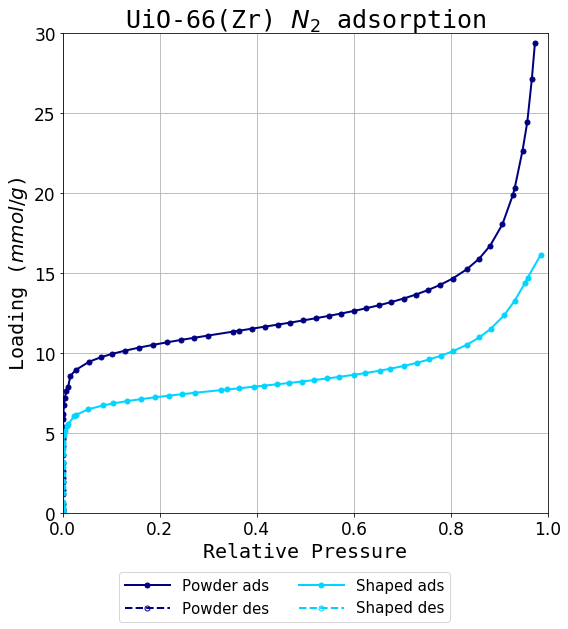 UiO-66(Zr) N₂ adsorption
30
25
20
15
10
5
0
Loading (mmol/g)
0.0 0.2 0.4 0.6 0.8 1.0
Relative Pressure
Powder ads Shaped ads
Powder des Shaped des